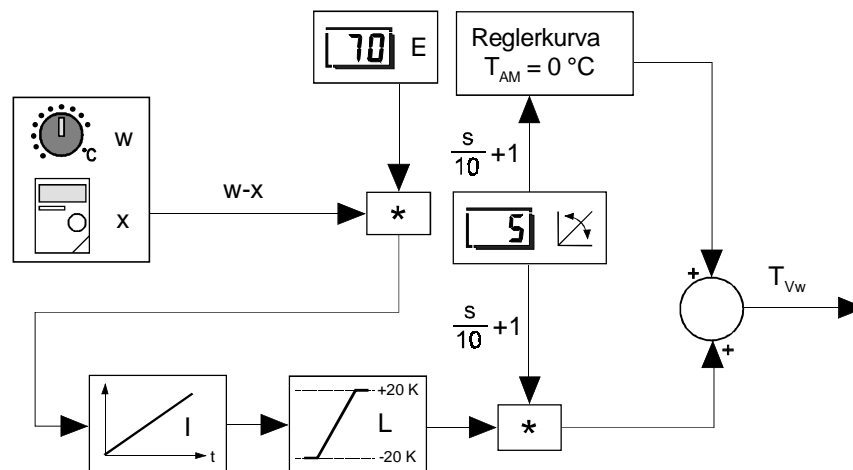 70 E
Reglerkurva
T_AM = 0 °C
°C w
x
w-x
*
s/10 +1
5
s/10 +1
+
T_Vw
+
I
t
+20 K
L
-20 K
*